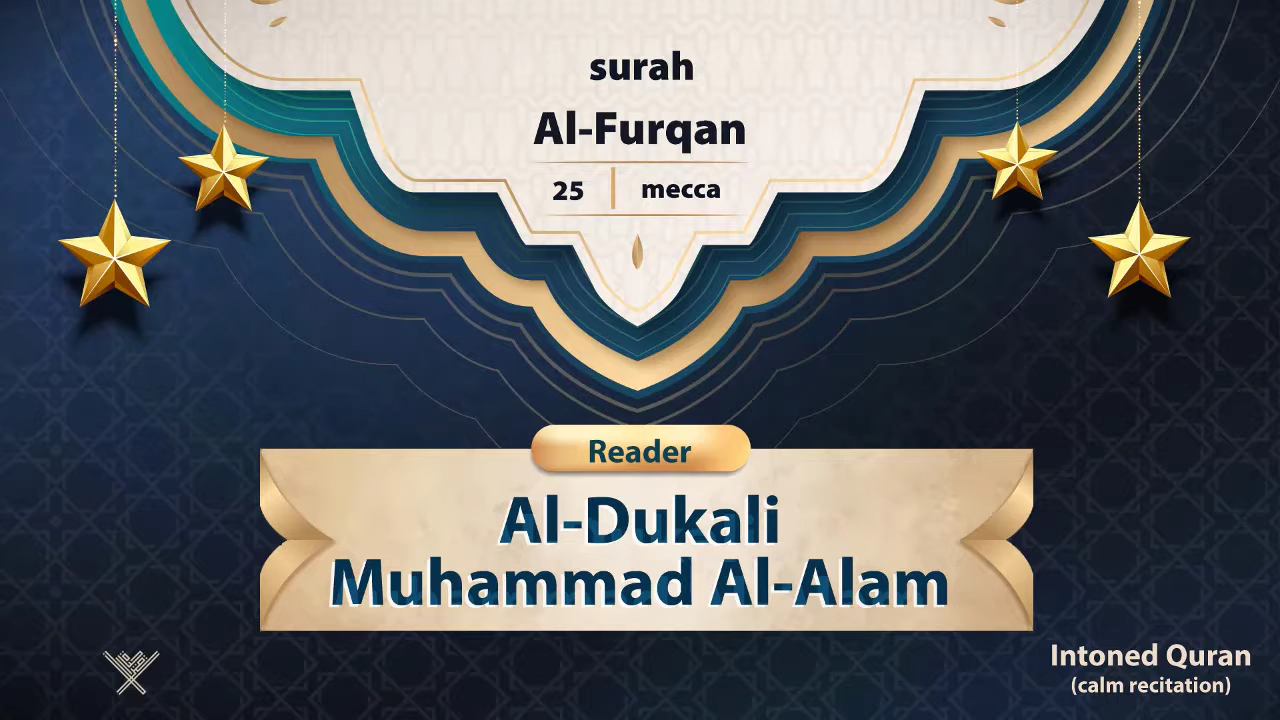 surah
Al-Furqan
25 | mecca
Reader
Al-Dukali
Muhammad Al-Alam
Intoned Quran
(calm recitation)